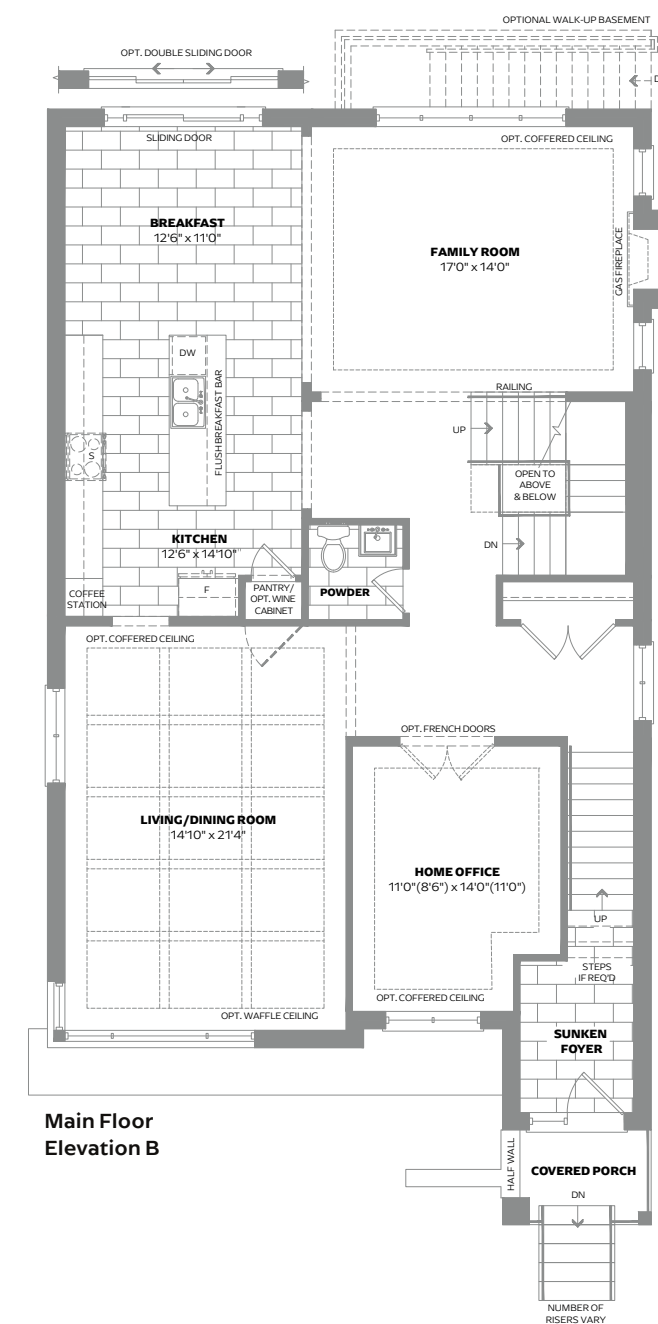 OPTIONAL WALK-UP BASEMENT
OPT. DOUBLE SLIDING DOOR
D
SLIDING DOOR
OPT. COFFERED CEILING
BREAKFAST
12'6" x 11'0"
FAMILY ROOM
17'0" x 14'0"
GAS FIREPLACE
DW
FLUSH BREAKFAST BAR
RAILING
UP
S
OPEN TO
ABOVE
& BELOW
KITCHEN
12'6" x 14'10"
DN
COFFEE
STATION
F
PANTRY/
OPT. WINE
CABINET
POWDER
OPT. COFFERED CEILING
OPT. FRENCH DOORS
LIVING/DINING ROOM
14'10" x 21'4"
HOME OFFICE
11'0"(8'6") x 14'0"(11'0")
UP
STEPS
IF REQ'D
OPT. COFFERED CEILING
OPT. WAFFLE CEILING
SUNKEN
FOYER
Main Floor
Elevation B
HALF WALL
COVERED PORCH
DN
NUMBER OF
RISERS VARY